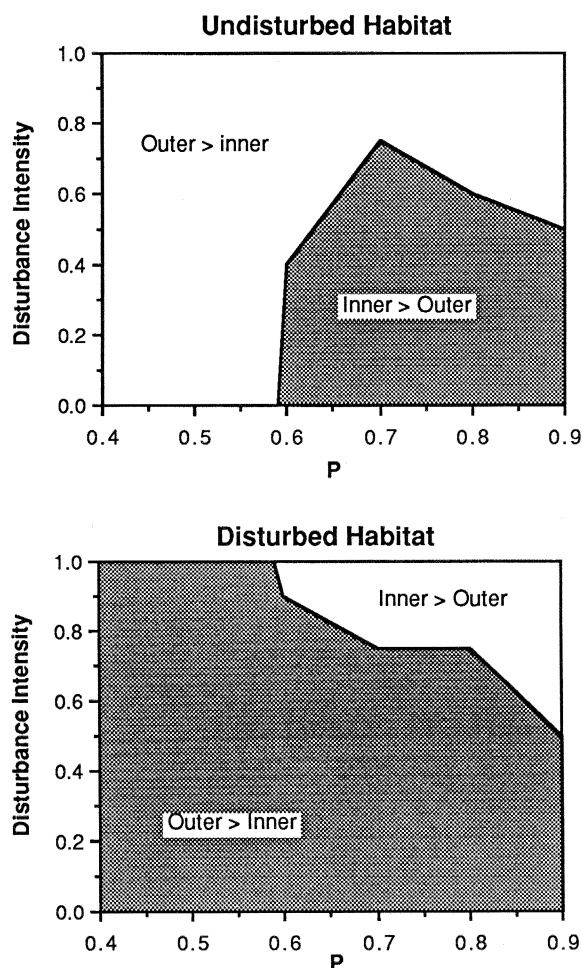 Undisturbed Habitat
1.0
0.8
0.6
0.4
0.2
0.0
Disturbance Intensity
Outer > inner
Inner > Outer
0.4 0.5 0.6 0.7 0.8 0.9
P
Disturbed Habitat
1.0
0.8
0.6
0.4
0.2
0.0
Disturbance Intensity
Inner > Outer
Outer > Inner
0.4 0.5 0.6 0.7 0.8 0.9
P